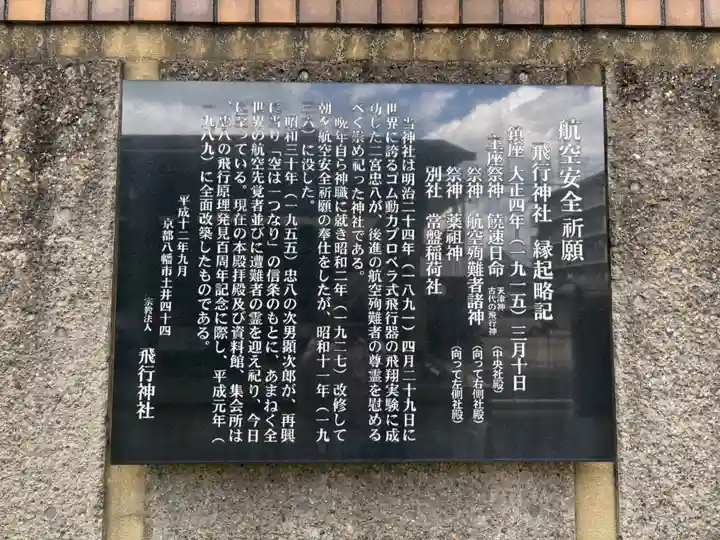 航空安全祈願
飛行神社 縁起略記
鎮座 大正四年(一九一五)三月十日
主座祭神 饒速日命 天津神 古代の飛行神 (中央社殿)
祭神 航空殉難者諸神 (向って右側社殿)
祭神 薬祖神 (向って左側社殿)
別社 常盤稲荷社
当神社は明治二十四年(一八九一)四月二十九日に
世界に誇るゴム動力プロペラ式飛行器の飛翔実験に成
功した二宮忠八が、後進の航空殉難者の尊霊を慰める
べく崇め祀った神社である。
晩年自ら神職に就き昭和二年(一九二七)改修して
朝夕航空安全祈願の奉仕をしたが、昭和十一年(一九
三六)に没した。
昭和三十年(一九五五)忠八の次男顕次郎が、再興
に当り「空は一つなり」の信条のもとに、あまねく全
世界の航空先覚者並びに遭難者の霊を迎え祀り、今日
に至っている。現在の本殿拝殿及び資料館、集会所は
、忠八の飛行原理発見百周年記念に際し、平成元年(
一九八九)に全面改築したものである。
平成十二年九月
京都八幡市土井四十四
宗教法人 飛行神社